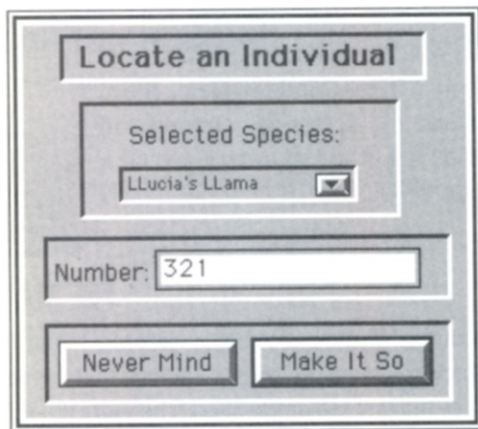 Locate an Individual
Selected Species:
LLucia's LLama
Number: 321
Never Mind
Make It So